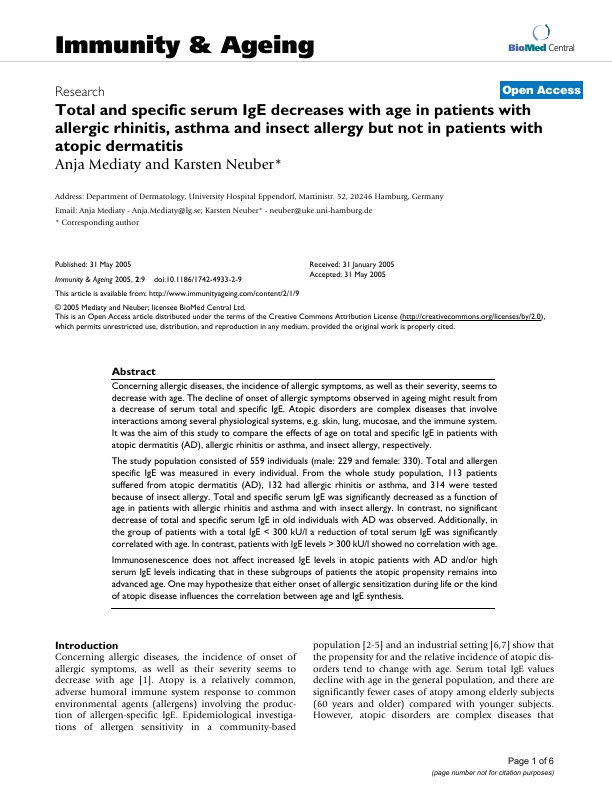 Immunity & Ageing
BioMed Central
Research
Open Access
Total and specific serum IgE decreases with age in patients with
allergic rhinitis, asthma and insect allergy but not in patients with
atopic dermatitis
Anja Mediaty and Karsten Neuber*
Address: Department of Dermatology, University Hospital Eppendorf, Martinistr. 52, 20246 Hamburg, Germany
Email: Anja Mediaty - Anja.Mediaty@lg.se; Karsten Neuber* - neuber@uke.uni-hamburg.de
* Corresponding author
Published: 31 May 2005
Immunity & Ageing 2005, 2:9 doi:10.1186/1742-4933-2-9
Received: 31 January 2005
Accepted: 31 May 2005
This article is available from: http://www.immunityageing.com/content/2/1/9
© 2005 Mediaty and Neuber; licensee BioMed Central Ltd.
This is an Open Access article distributed under the terms of the Creative Commons Attribution License (http://creativecommons.org/licenses/by/2.0),
which permits unrestricted use, distribution, and reproduction in any medium, provided the original work is properly cited.
Abstract
Concerning allergic diseases, the incidence of allergic symptoms, as well as their severity, seems to
decrease with age. The decline of onset of allergic symptoms observed in ageing might result from
a decrease of serum total and specific IgE. Atopic disorders are complex diseases that involve
interactions among several physiological systems, e.g. skin, lung, mucosae, and the immune system.
It was the aim of this study to compare the effects of age on total and specific IgE in patients with
atopic dermatitis (AD), allergic rhinitis or asthma, and insect allergy, respectively.
The study population consisted of 559 individuals (male: 229 and female: 330). Total and allergen
specific IgE was measured in every individual. From the whole study population, 113 patients
suffered from atopic dermatitis (AD), 132 had allergic rhinitis or asthma, and 314 were tested
because of insect allergy. Total and specific serum IgE was significantly decreased as a function of
age in patients with allergic rhinitis and asthma and with insect allergy. In contrast, no significant
decrease of total and specific serum IgE in old individuals with AD was observed. Additionally, in
the group of patients with a total IgE < 300 kU/l a reduction of total serum IgE was significantly
correlated with age. In contrast, patients with IgE levels > 300 kU/l showed no correlation with age.
Immunosenescence does not affect increased IgE levels in atopic patients with AD and/or high
serum IgE levels indicating that in these subgroups of patients the atopic propensity remains into
advanced age. One may hypothesize that either onset of allergic sensitization during life or the kind
of atopic disease influences the correlation between age and IgE synthesis.
Introduction
Concerning allergic diseases, the incidence of onset of
allergic symptoms, as well as their severity seems to
decrease with age [1]. Atopy is a relatively common,
adverse humoral immune system response to common
environmental agents (allergens) involving the produc-
tion of allergen-specific IgE. Epidemiological investiga-
tions of allergen sensitivity in a community-based
population [2-5] and an industrial setting [6,7] show that
the propensity for and the relative incidence of atopic dis-
orders tend to change with age. Serum total IgE values
decline with age in the general population, and there are
significantly fewer cases of atopy among elderly subjects
(60 years and older) compared with younger subjects.
However, atopic disorders are complex diseases that
Page 1 of 6
(page number not for citation purposes)